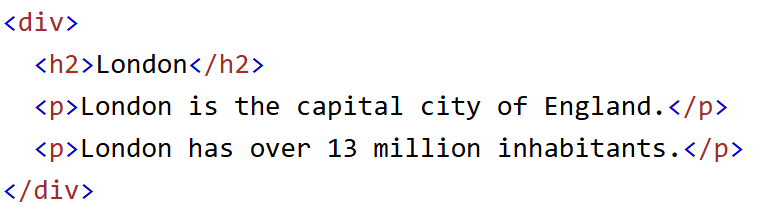 <div>
  <h2>London</h2>
  <p>London is the capital city of England.</p>
  <p>London has over 13 million inhabitants.</p>
</div>